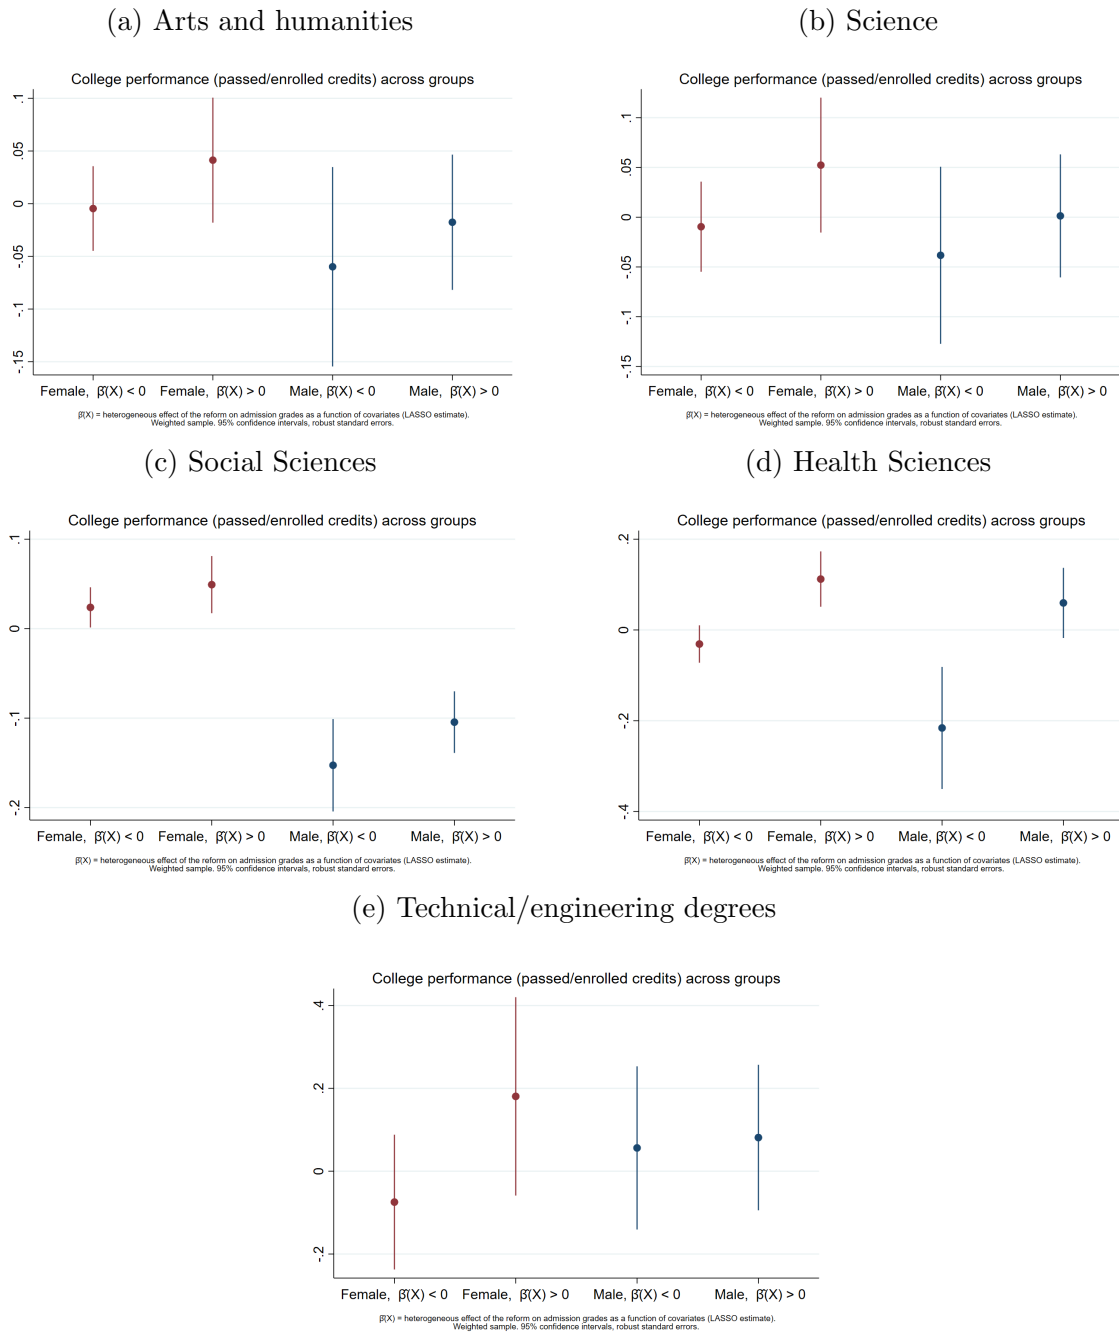 (a) Arts and humanities
College performance (passed/enrolled credits) across groups
.1
.05
0
-.05
-.1
-.15
Female, β̂(X) < 0 Female, β̂(X) > 0 Male, β̂(X) < 0 Male, β̂(X) > 0
β̂(X) = heterogeneous effect of the reform on admission grades as a function of covariates (LASSO estimate).
Weighted sample. 95% confidence intervals, robust standard errors.
(b) Science
College performance (passed/enrolled credits) across groups
.1
.05
0
-.05
-.1
-.15
Female, β̂(X) < 0 Female, β̂(X) > 0 Male, β̂(X) < 0 Male, β̂(X) > 0
β̂(X) = heterogeneous effect of the reform on admission grades as a function of covariates (LASSO estimate).
Weighted sample. 95% confidence intervals, robust standard errors.
(c) Social Sciences
College performance (passed/enrolled credits) across groups
.1
0
-.1
-.2
Female, β̂(X) < 0 Female, β̂(X) > 0 Male, β̂(X) < 0 Male, β̂(X) > 0
β̂(X) = heterogeneous effect of the reform on admission grades as a function of covariates (LASSO estimate).
Weighted sample. 95% confidence intervals, robust standard errors.
(d) Health Sciences
College performance (passed/enrolled credits) across groups
.2
0
-.2
-.4
Female, β̂(X) < 0 Female, β̂(X) > 0 Male, β̂(X) < 0 Male, β̂(X) > 0
β̂(X) = heterogeneous effect of the reform on admission grades as a function of covariates (LASSO estimate).
Weighted sample. 95% confidence intervals, robust standard errors.
(e) Technical/engineering degrees
College performance (passed/enrolled credits) across groups
.4
.2
0
-.2
Female, β̂(X) < 0 Female, β̂(X) > 0 Male, β̂(X) < 0 Male, β̂(X) > 0
β̂(X) = heterogeneous effect of the reform on admission grades as a function of covariates (LASSO estimate).
Weighted sample. 95% confidence intervals, robust standard errors.